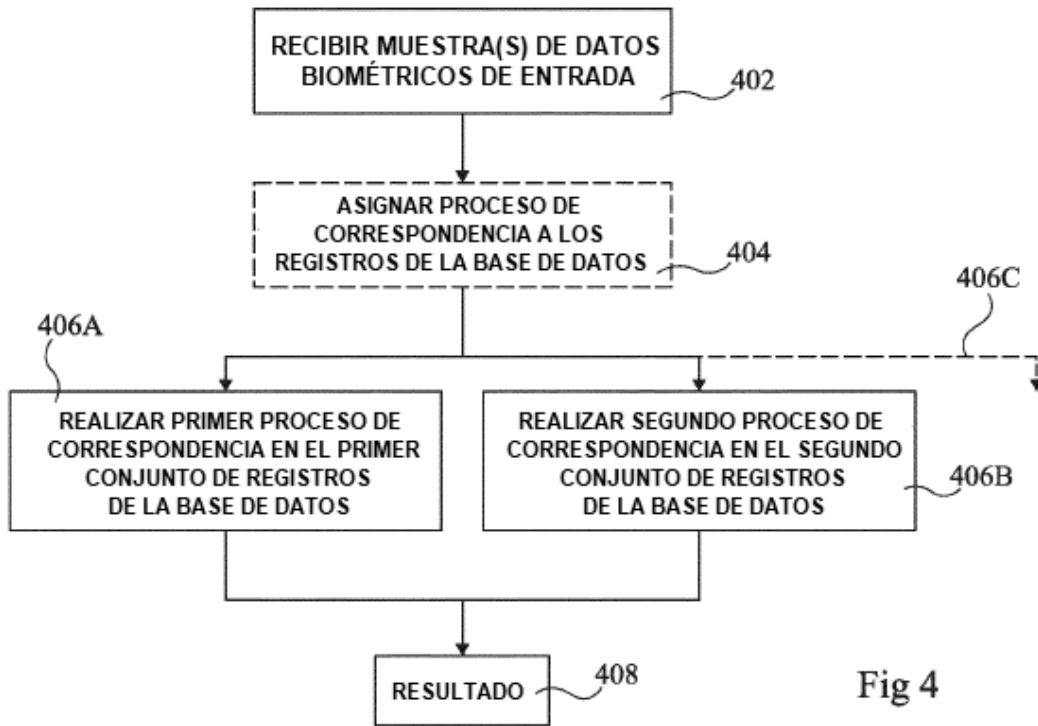 RECIBIR MUESTRA(S) DE DATOS
BIOMÉTRICOS DE ENTRADA
402
ASIGNAR PROCESO DE
CORRESPONDENCIA A LOS
REGISTROS DE LA BASE DE DATOS
404
406C
406A
REALIZAR PRIMER PROCESO DE
CORRESPONDENCIA EN EL PRIMER
CONJUNTO DE REGISTROS
DE LA BASE DE DATOS
REALIZAR SEGUNDO PROCESO DE
CORRESPONDENCIA EN EL SEGUNDO
CONJUNTO DE REGISTROS
DE LA BASE DE DATOS
406B
RESULTADO
408
Fig 4